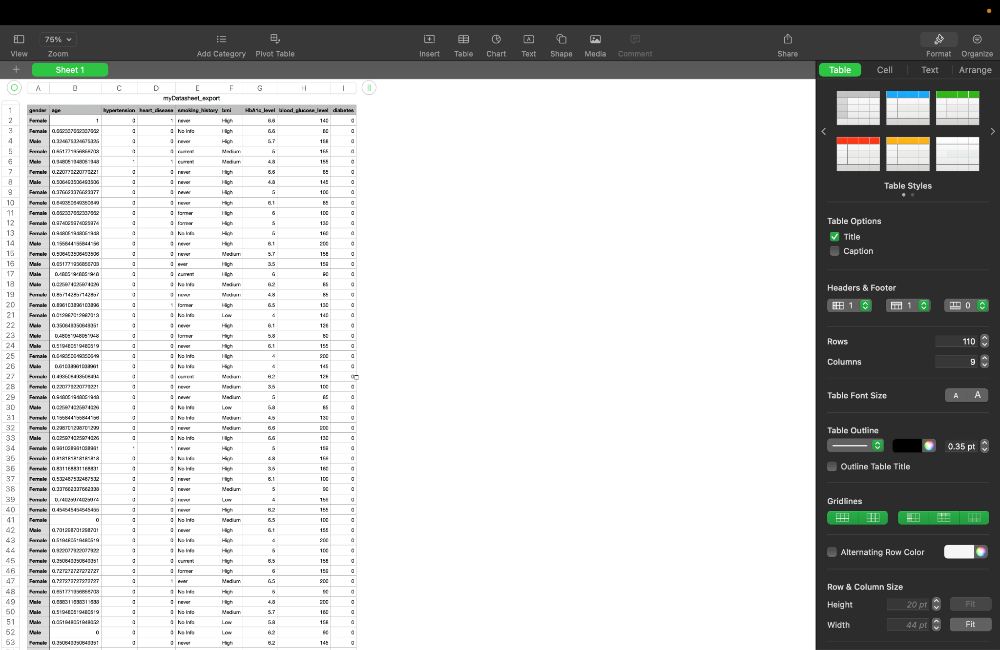 75%
View Zoom Add Category Pivot Table Insert Table Chart Text Shape Media Comment Share Format Organize
Sheet 1
Table Cell Text Arrange
A B C D E F G H I
myDatasheet_export
1 gender age hypertension heart_disease smoking_history bmi HbA1c_level blood_glucose_level diabetes
2 Female 1 0 1 never High 6.6 140 0
3 Female 0.662337662337662 0 0 No Info High 6.6 80 0
4 Male 0.324675324675325 0 0 never High 5.7 158 0
5 Female 0.651771956856703 0 0 current Medium 5 155 0
6 Male 0.948051948051948 1 1 current Medium 4.8 155 0
7 Female 0.220779220779221 0 0 never High 6.6 85 0
8 Male 0.506493506493506 0 0 never High 4.8 145 0
9 Female 0.376623376623377 0 0 never High 5 100 0
10 Female 0.649350649350649 0 0 never High 6.1 85 0
11 Female 0.662337662337662 0 0 former High 6 100 0
12 Female 0.974025974025974 0 0 former High 5 130 0
13 Female 0.948051948051948 0 0 No Info High 5 160 0
14 Male 0.155844155844156 0 0 never High 6.1 200 0
15 Female 0.506493506493506 0 0 never Medium 5.7 158 0
16 Male 0.651771956856703 0 0 ever High 3.5 159 0
17 Male 0.48051948051948 0 0 current High 6 90 0
18 Male 0.025974025974026 0 0 No Info Medium 6.2 85 0
19 Female 0.857142857142857 0 0 never Medium 4.8 85 0
20 Female 0.896103896103896 0 1 former High 6.5 130 0
21 Female 0.012987012987013 0 0 No Info Low 4 140 0
22 Male 0.350649350649351 0 0 never High 6.1 126 0
23 Male 0.48051948051948 0 0 former High 5.8 80 0
24 Male 0.519480519480519 0 0 never High 6.1 155 0
25 Female 0.649350649350649 0 0 No Info High 4 200 0
26 Male 0.61038961038961 0 0 No Info High 4 145 0
27 Female 0.493506493506494 0 0 current Medium 6.2 126 0
28 Female 0.220779220779221 0 0 never Medium 3.5 100 0
29 Female 0.948051948051948 0 0 never Medium 5 85 0
30 Male 0.025974025974026 0 0 No Info Low 5.8 85 0
31 Female 0.155844155844156 0 0 No Info Medium 4.5 130 0
32 Female 0.298701298701299 0 0 never Medium 6.6 200 0
33 Male 0.025974025974026 0 0 No Info High 6.6 130 0
34 Female 0.961038961038961 1 1 never High 5 159 0
35 Female 0.818181818181818 0 0 No Info High 4.8 159 0
36 Female 0.831168831168831 0 0 No Info High 3.5 160 0
37 Female 0.532467532467532 0 0 never High 6.1 100 0
38 Female 0.337662337662338 0 0 never Medium 5 90 0
39 Female 0.74025974025974 0 0 never Low 4 159 0
40 Female 0.454545454545455 0 0 never High 6.2 155 0
41 Female 0 0 0 No Info Medium 6.5 100 0
42 Male 0.701298701298701 0 0 never High 6.1 155 0
43 Female 0.519480519480519 0 0 No Info High 4 200 0
44 Female 0.922077922077922 0 0 No Info High 5 100 0
45 Female 0.350649350649351 0 0 current High 6.5 158 0
46 Female 0.727272727272727 0 0 former High 6 159 0
47 Female 0.727272727272727 0 1 ever Medium 6.5 200 0
48 Female 0.651771956856703 0 0 No Info High 5 90 0
49 Male 0.688311688311688 0 0 never High 4.8 200 0
50 Male 0.519480519480519 0 0 No Info Medium 5.7 160 0
51 Male 0.051948051948052 0 0 No Info Low 5.8 158 0
52 Male 0 0 0 No Info Low 6.2 90 0
53 Female 0.350649350649351 0 0 never High 6.2 145 0
Table Styles
Table Options
Title
Caption
Headers & Footer
1 1 0
Rows 110
Columns 9
Table Font Size A A
Table Outline
0.35 pt
Outline Table Title
Gridlines
Alternating Row Color
Row & Column Size
Height 20 pt Fit
Width 44 pt Fit